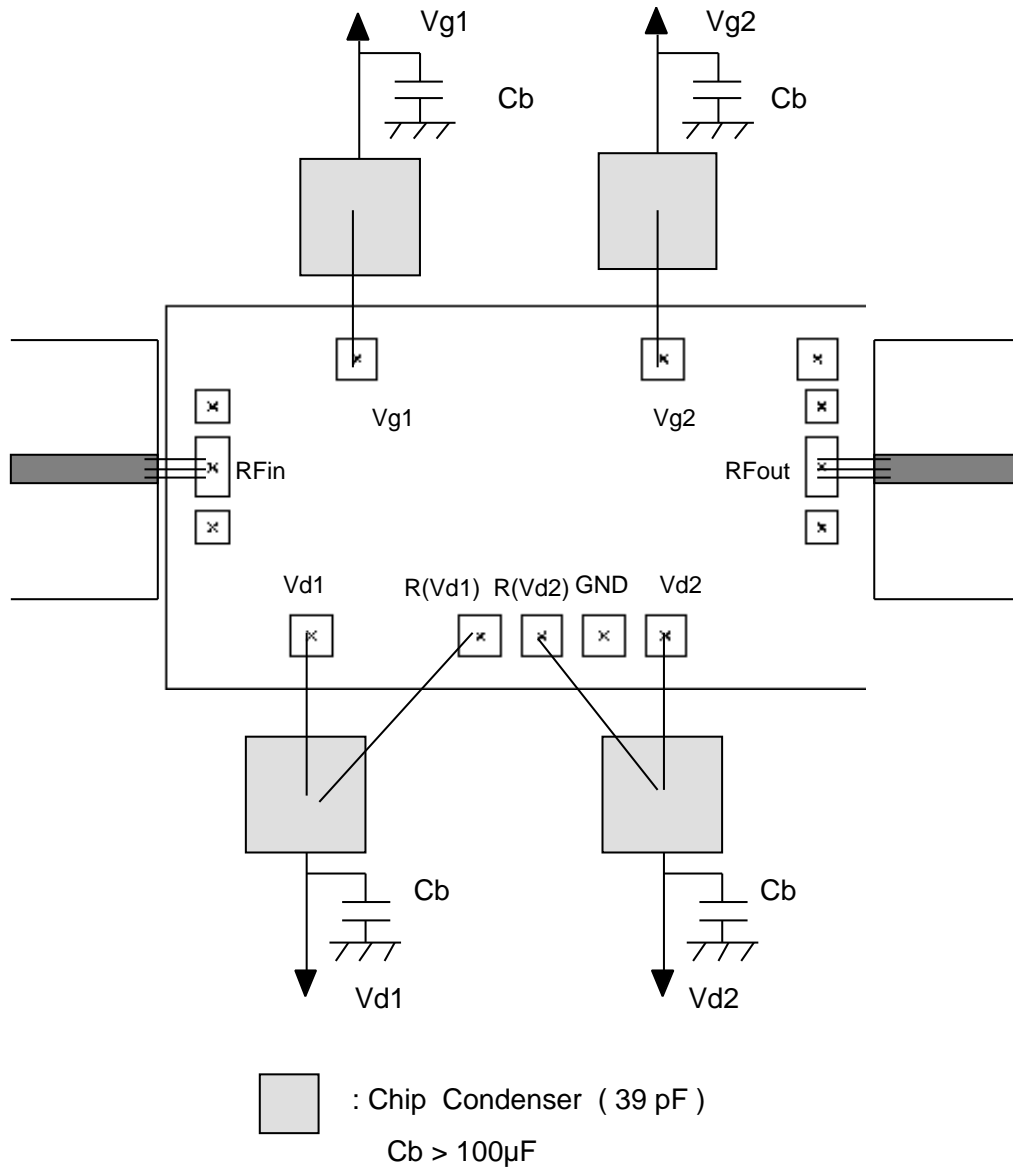 Vg1 Vg2
Cb Cb
Vg1 Vg2
RFin RFout
Vd1 R(Vd1) R(Vd2) GND Vd2
Cb Cb
Vd1 Vd2
: Chip Condenser ( 39 pF )
Cb > 100µF